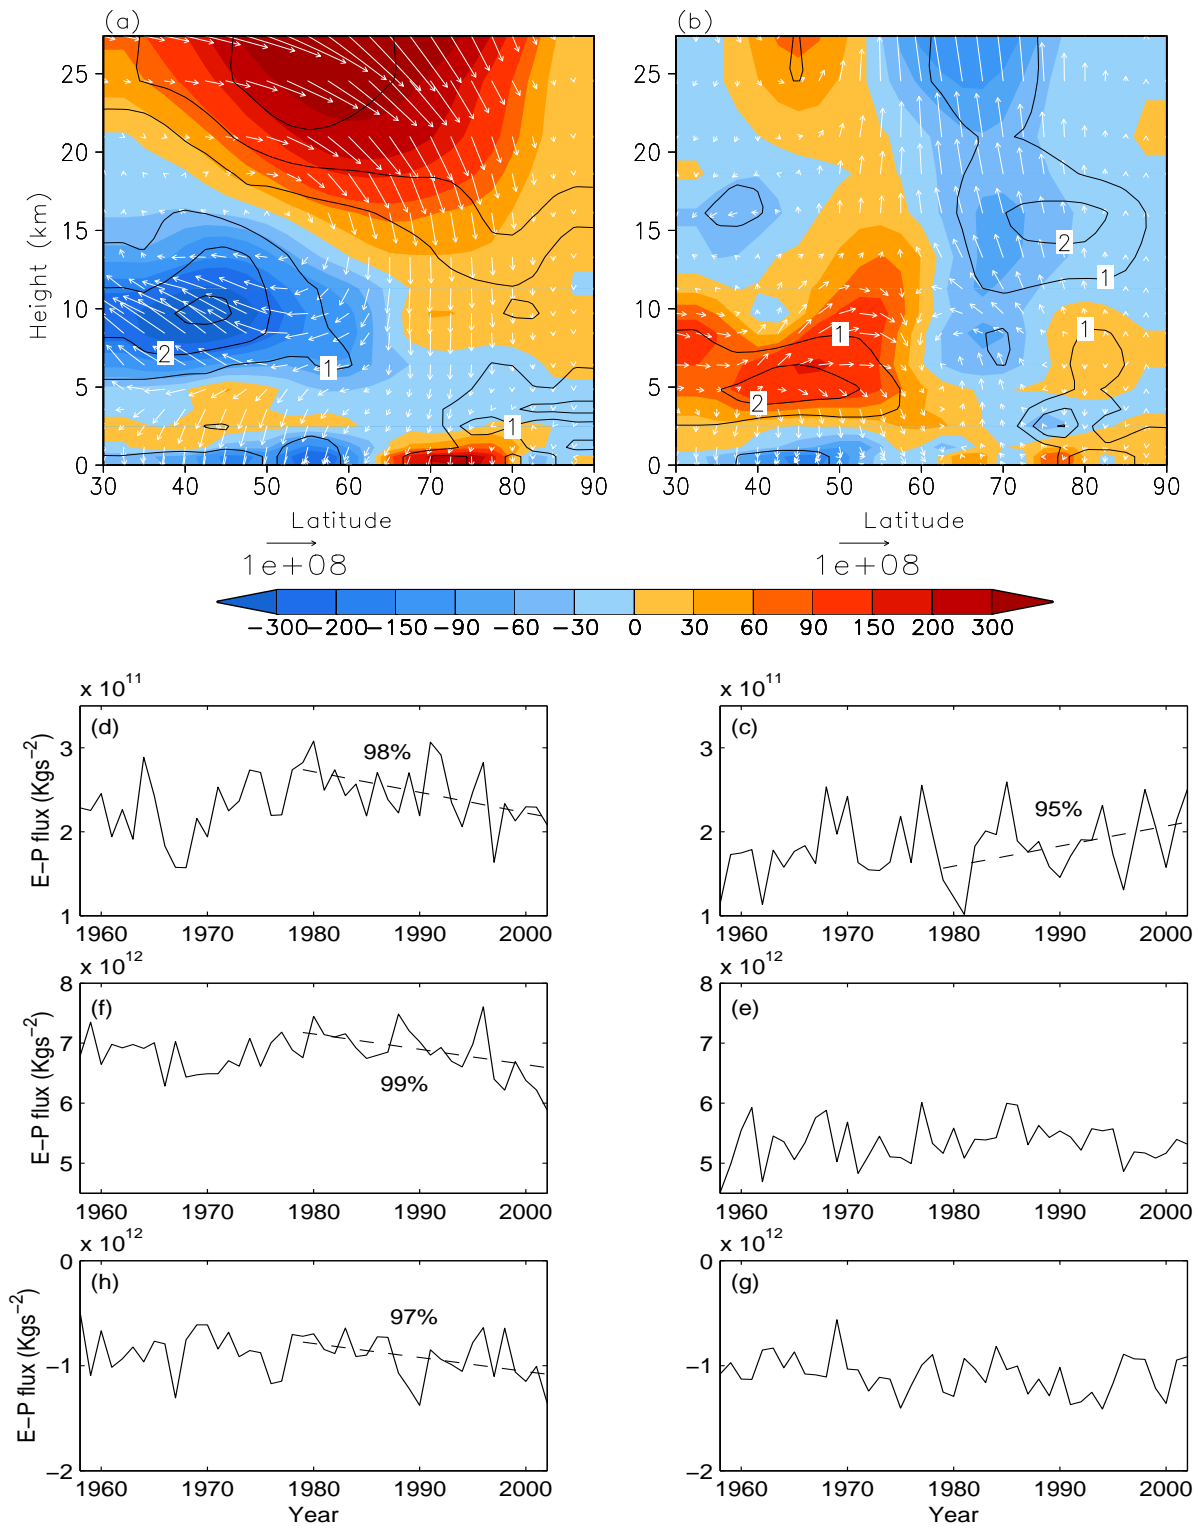 (a) (b)
25 25
20 20
15 15
10 10
5 5
0 0
Height (km)
2 1 1
1 2 1 1 2
30 40 50 60 70 80 90 30 40 50 60 70 80 90
Latitude Latitude
1e+08 1e+08
−300 −200 −150 −90 −60 −30 0 30 60 90 150 200 300
x 10^11 x 10^11
(d) 98% (c) 95%
E−P flux (Kgs^−2)
3 3
2 2
1 1
1960 1970 1980 1990 2000 1960 1970 1980 1990 2000
x 10^12 x 10^12
(f) 99% (e)
E−P flux (Kgs^−2)
8 8
7 7
6 6
5 5
1960 1970 1980 1990 2000 1960 1970 1980 1990 2000
x 10^12 x 10^12
(h) 97% (g)
E−P flux (Kgs^−2)
0 0
−1 −1
−2 −2
1960 1970 1980 1990 2000 1960 1970 1980 1990 2000
Year Year